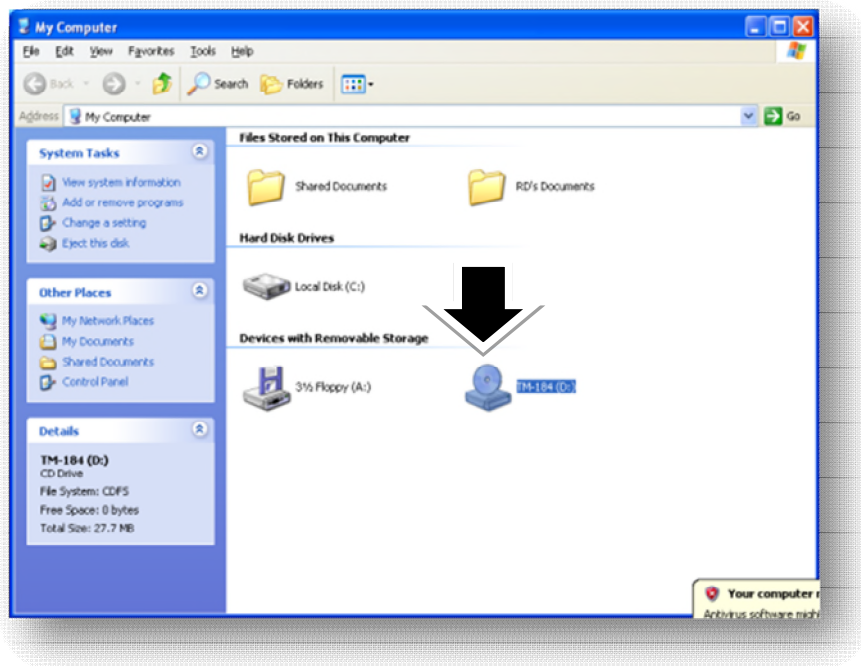 My Computer
File Edit View Favorites Tools Help
Back Search Folders
Address My Computer Go
System Tasks
View system information
Add or remove programs
Change a setting
Eject this disk
Other Places
My Network Places
My Documents
Shared Documents
Control Panel
Details
TM-184 (D:)
CD Drive
File System: CDFS
Free Space: 0 bytes
Total Size: 27.7 MB
Files Stored on This Computer
Shared Documents RD's Documents
Hard Disk Drives
Local Disk (C:)
Devices with Removable Storage
3½ Floppy (A:) TM-184 (D:)
Your computer
Antivirus software